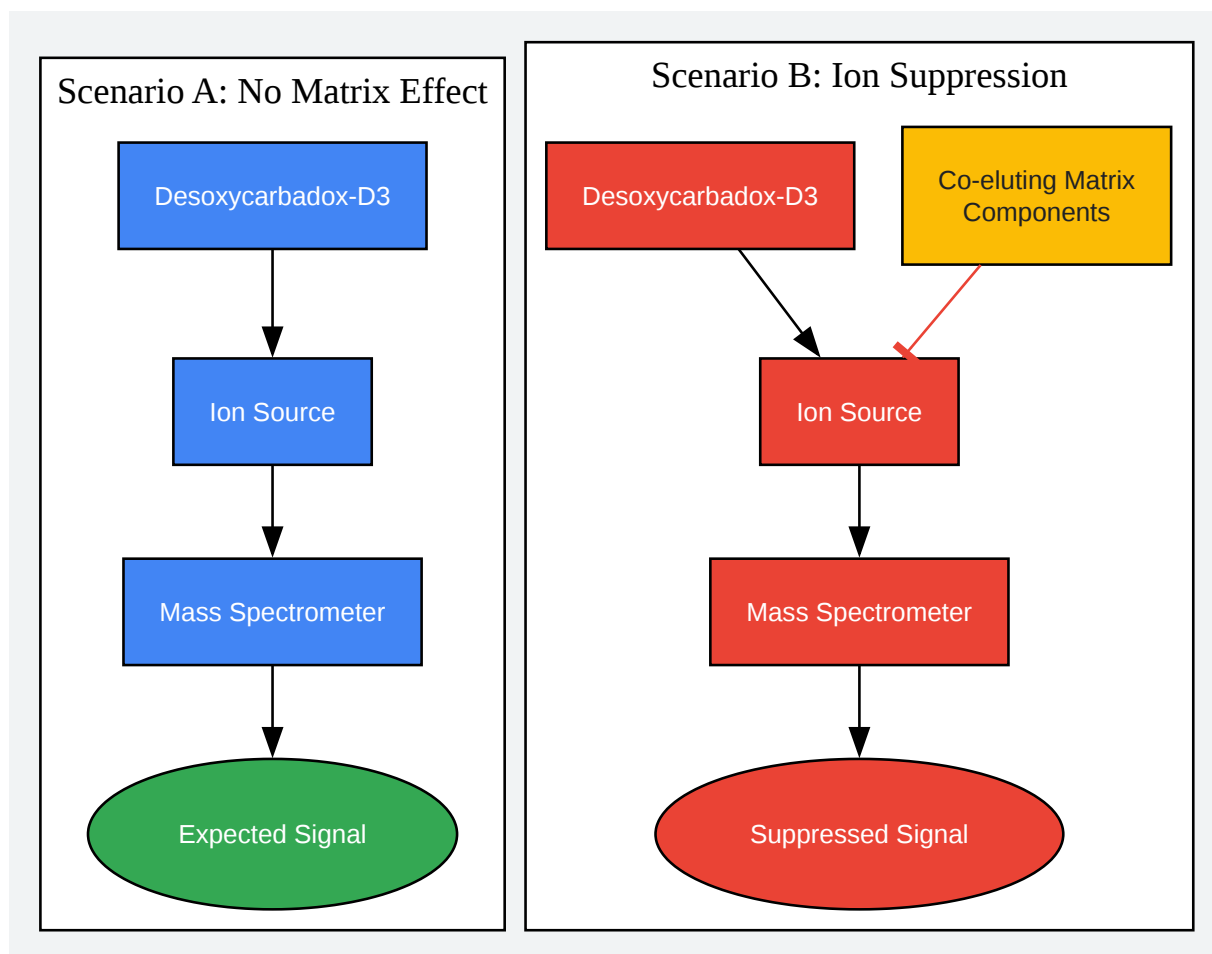 Scenario A: No Matrix Effect
Desoxycarbadox-D3
Ion Source
Mass Spectrometer
Expected Signal
Scenario B: Ion Suppression
Desoxycarbadox-D3
Co-eluting Matrix
Components
Ion Source
Mass Spectrometer
Suppressed Signal